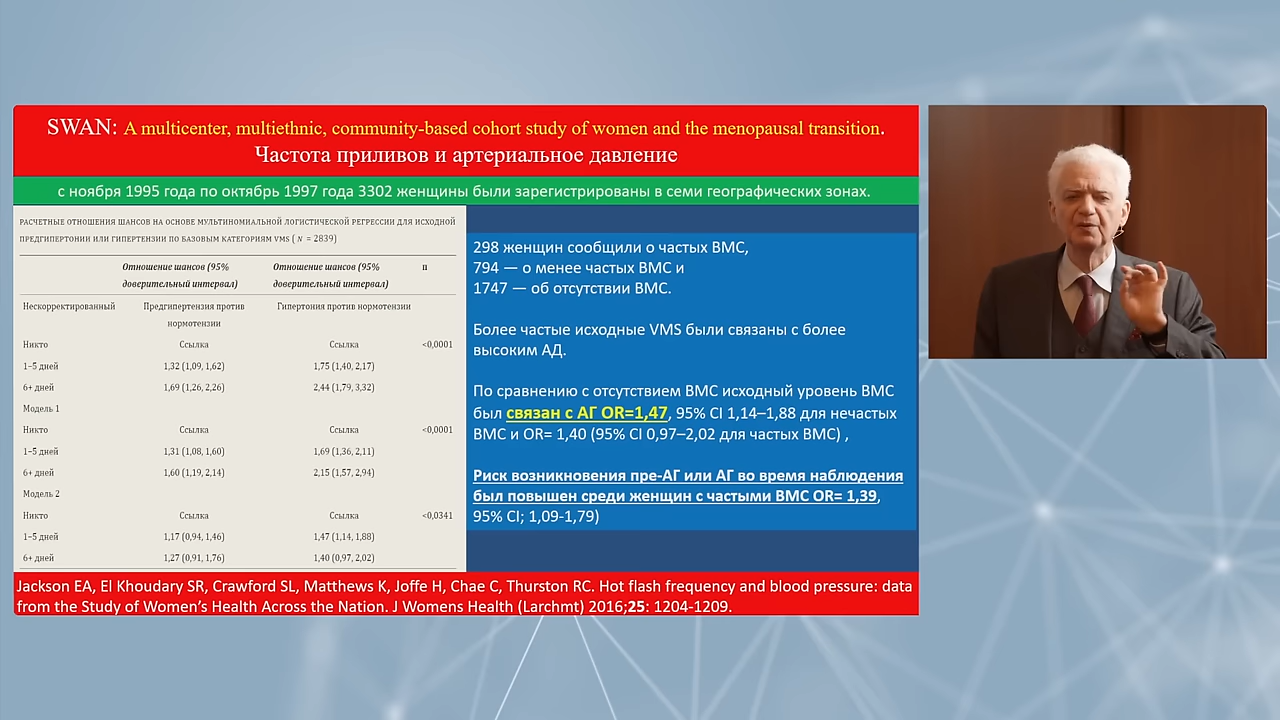 SWAN: A multicenter, multiethnic, community-based cohort study of women and the menopausal transition.
Частота приливов и артериальное давление
с ноября 1995 года по октябрь 1997 года 3302 женщины были зарегистрированы в семи географических зонах.
РАСЧЕТНЫЕ ОТНОШЕНИЯ ШАНСОВ НА ОСНОВЕ МУЛЬТИНОМИАЛЬНОЙ ЛОГИСТИЧЕСКОЙ РЕГРЕССИИ ДЛЯ ИСХОДНОЙ
ПРЕДГИПЕРТОНИИ ИЛИ ГИПЕРТЕНЗИИ ПО БАЗОВЫМ КАТЕГОРИЯМ VMS ( N = 2839)
Отношение шансов (95% Отношение шансов (95% п
доверительный интервал) доверительный интервал)
Нескорректированный Предгипертензия против Гипертония против нормотензии
нормотензии
Никто Ссылка Ссылка <0,0001
1–5 дней 1,32 (1,09, 1,62) 1,75 (1,40, 2,17)
6+ дней 1,69 (1,26, 2,26) 2,44 (1,79, 3,32)
Модель 1
Никто Ссылка Ссылка <0,0001
1–5 дней 1,31 (1,08, 1,60) 1,69 (1,36, 2,11)
6+ дней 1,60 (1,19, 2,14) 2,15 (1,57, 2,94)
Модель 2
Никто Ссылка Ссылка <0,0341
1–5 дней 1,17 (0,94, 1,46) 1,47 (1,14, 1,88)
6+ дней 1,27 (0,91, 1,76) 1,40 (0,97, 2,02)
298 женщин сообщили о частых ВМС,
794 — о менее частых ВМС и
1747 — об отсутствии ВМС.
Более частые исходные VMS были связаны с более
высоким АД.
По сравнению с отсутствием ВМС исходный уровень ВМС
был связан с АГ OR=1,47, 95% CI 1,14–1,88 для нечастых
ВМС и OR= 1,40 (95% CI 0,97–2,02 для частых ВМС) ,
Риск возникновения пре-АГ или АГ во время наблюдения
был повышен среди женщин с частыми ВМС OR= 1,39,
95% CI; 1,09-1,79)
Jackson EA, El Khoudary SR, Crawford SL, Matthews K, Joffe H, Chae C, Thurston RC. Hot flash frequency and blood pressure: data
from the Study of Women’s Health Across the Nation. J Womens Health (Larchmt) 2016;25: 1204-1209.